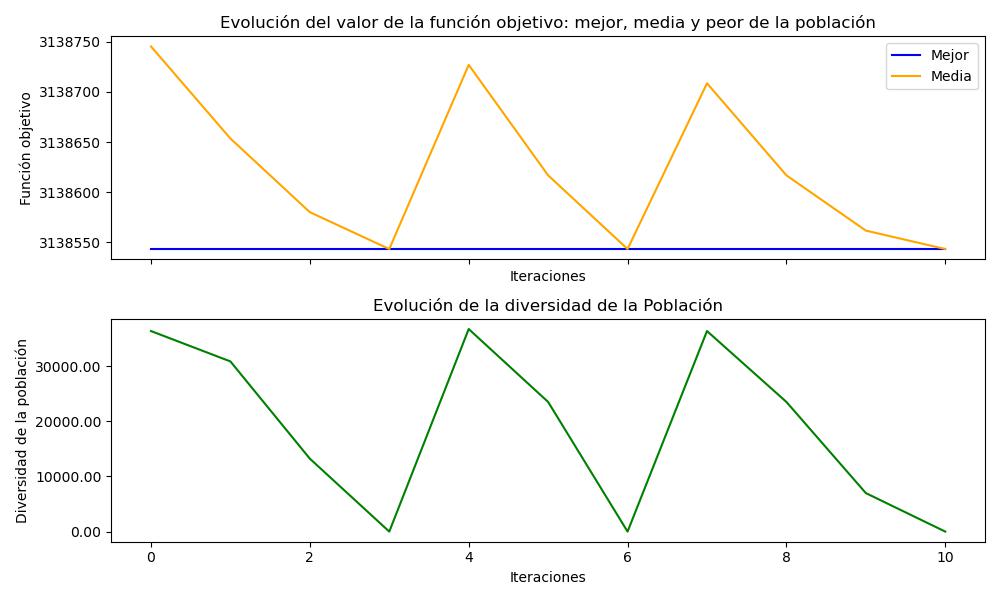 Evolución del valor de la función objetivo: mejor, media y peor de la población
3138750
3138700
3138650
3138600
3138550
Función objetivo
Mejor
Media
Iteraciones
Evolución de la diversidad de la Población
30000.00
20000.00
10000.00
0.00
Diversidad de la población
0 2 4 6 8 10
Iteraciones